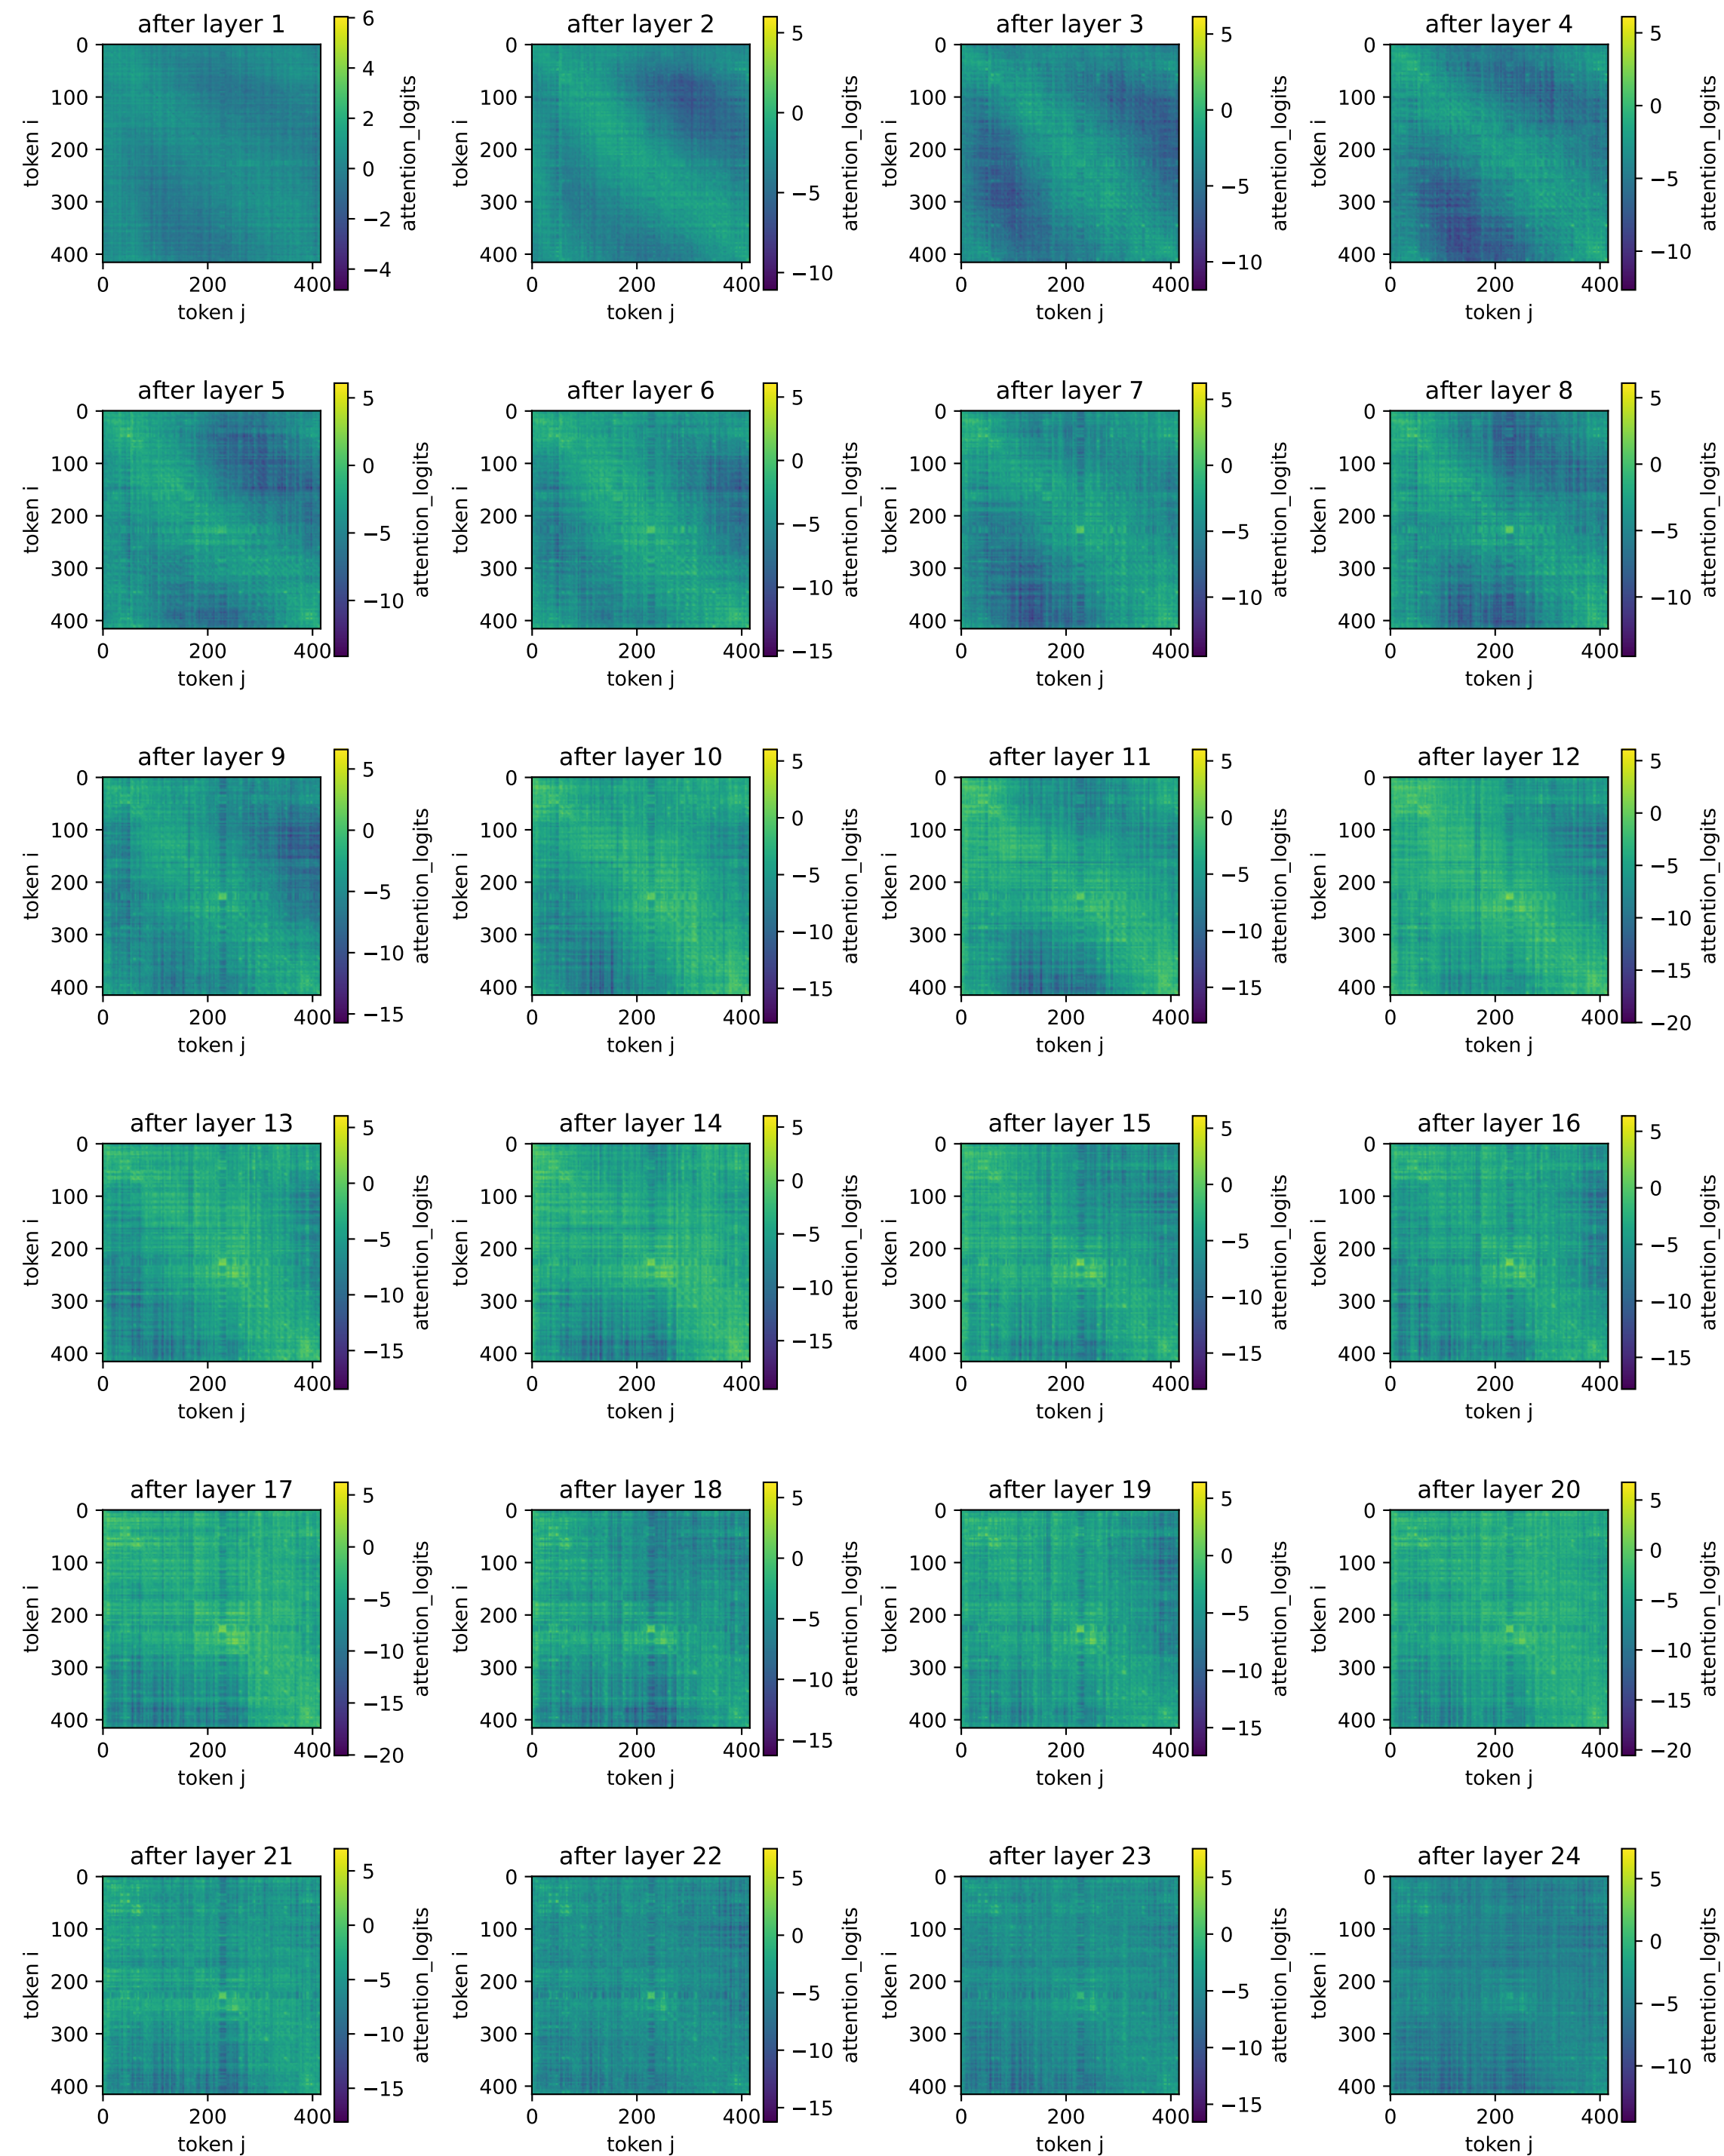 after layer 1 after layer 2 after layer 3 after layer 4
0 100 200 300 400 token i 0 200 400 token j 6 4 2 0 −2 −4 attention_logits
0 100 200 300 400 token i 0 200 400 token j 5 0 −5 −10 attention_logits
0 100 200 300 400 token i 0 200 400 token j 5 0 −5 −10 attention_logits
0 100 200 300 400 token i 0 200 400 token j 5 0 −5 −10 attention_logits
after layer 5 after layer 6 after layer 7 after layer 8
0 100 200 300 400 token i 0 200 400 token j 5 0 −5 −10 attention_logits
0 100 200 300 400 token i 0 200 400 token j 5 0 −5 −10 −15 attention_logits
0 100 200 300 400 token i 0 200 400 token j 5 0 −5 −10 attention_logits
0 100 200 300 400 token i 0 200 400 token j 5 0 −5 −10 attention_logits
after layer 9 after layer 10 after layer 11 after layer 12
0 100 200 300 400 token i 0 200 400 token j 5 0 −5 −10 −15 attention_logits
0 100 200 300 400 token i 0 200 400 token j 5 0 −5 −10 −15 attention_logits
0 100 200 300 400 token i 0 200 400 token j 5 0 −5 −10 −15 attention_logits
0 100 200 300 400 token i 0 200 400 token j 5 0 −5 −10 −15 −20 attention_logits
after layer 13 after layer 14 after layer 15 after layer 16
0 100 200 300 400 token i 0 200 400 token j 5 0 −5 −10 −15 attention_logits
0 100 200 300 400 token i 0 200 400 token j 5 0 −5 −10 −15 attention_logits
0 100 200 300 400 token i 0 200 400 token j 5 0 −5 −10 −15 attention_logits
0 100 200 300 400 token i 0 200 400 token j 5 0 −5 −10 −15 attention_logits
after layer 17 after layer 18 after layer 19 after layer 20
0 100 200 300 400 token i 0 200 400 token j 5 0 −5 −10 −15 −20 attention_logits
0 100 200 300 400 token i 0 200 400 token j 5 0 −5 −10 −15 attention_logits
0 100 200 300 400 token i 0 200 400 token j 5 0 −5 −10 −15 attention_logits
0 100 200 300 400 token i 0 200 400 token j 5 0 −5 −10 −15 −20 attention_logits
after layer 21 after layer 22 after layer 23 after layer 24
0 100 200 300 400 token i 0 200 400 token j 5 0 −5 −10 −15 attention_logits
0 100 200 300 400 token i 0 200 400 token j 5 0 −5 −10 −15 attention_logits
0 100 200 300 400 token i 0 200 400 token j 5 0 −5 −10 −15 attention_logits
0 100 200 300 400 token i 0 200 400 token j 5 0 −5 −10 attention_logits